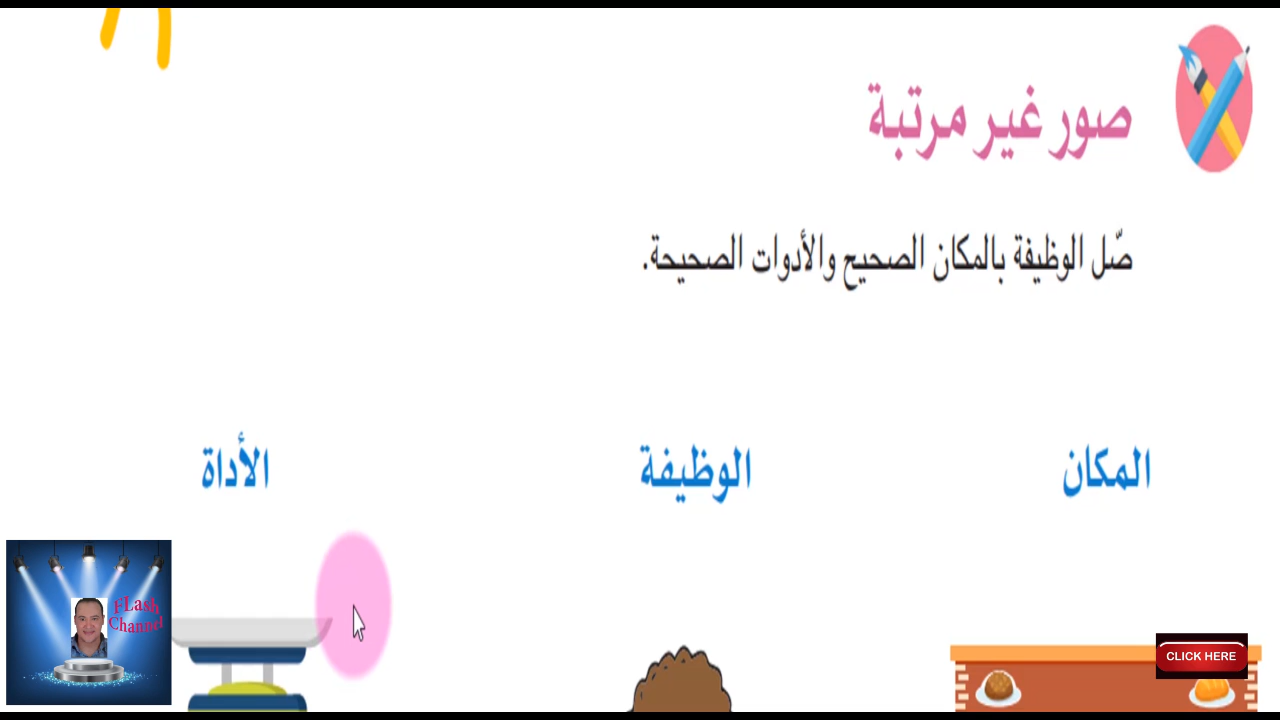 صور غير مرتبة
صّل الوظيفة بالمكان الصحيح والأدوات الصحيحة.
المكان
الوظيفة
الأداة
FLash
Channel
CLICK HERE